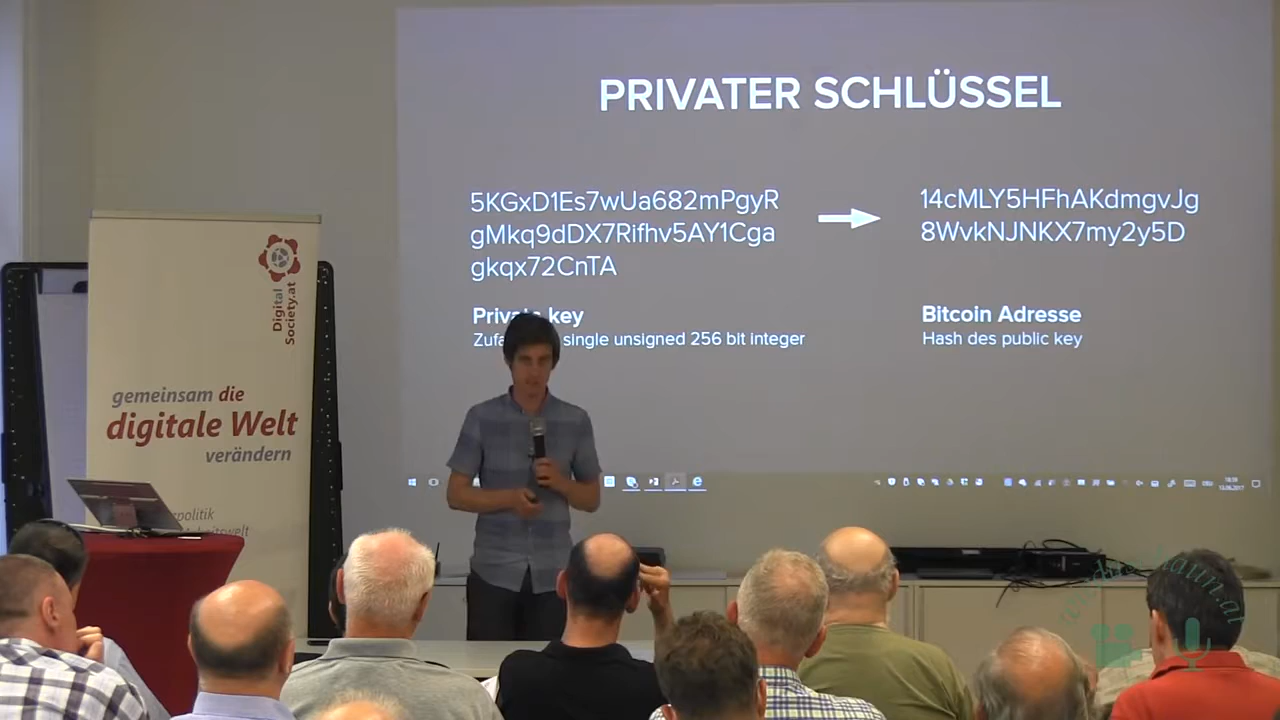 PRIVATER SCHLÜSSEL
5KGxD1Es7wUa682mPgyR
gMkq9dDX7Rifhv5AY1Cga
gkqx72CnTA
14cMLY5HFhAKdmgvJg
8WvkNJNKX7my2y5D
key
single unsigned 256 bit integer
Bitcoin Adresse
Hash des public key
Digital
Society.at
gemeinsam die
digitale Welt
verändern